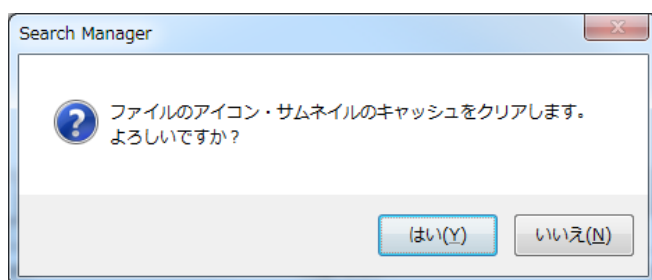 Search Manager
ファイルのアイコン・サムネイルのキャッシュをクリアします。
よろしいですか？
はい(Y)
いいえ(N)